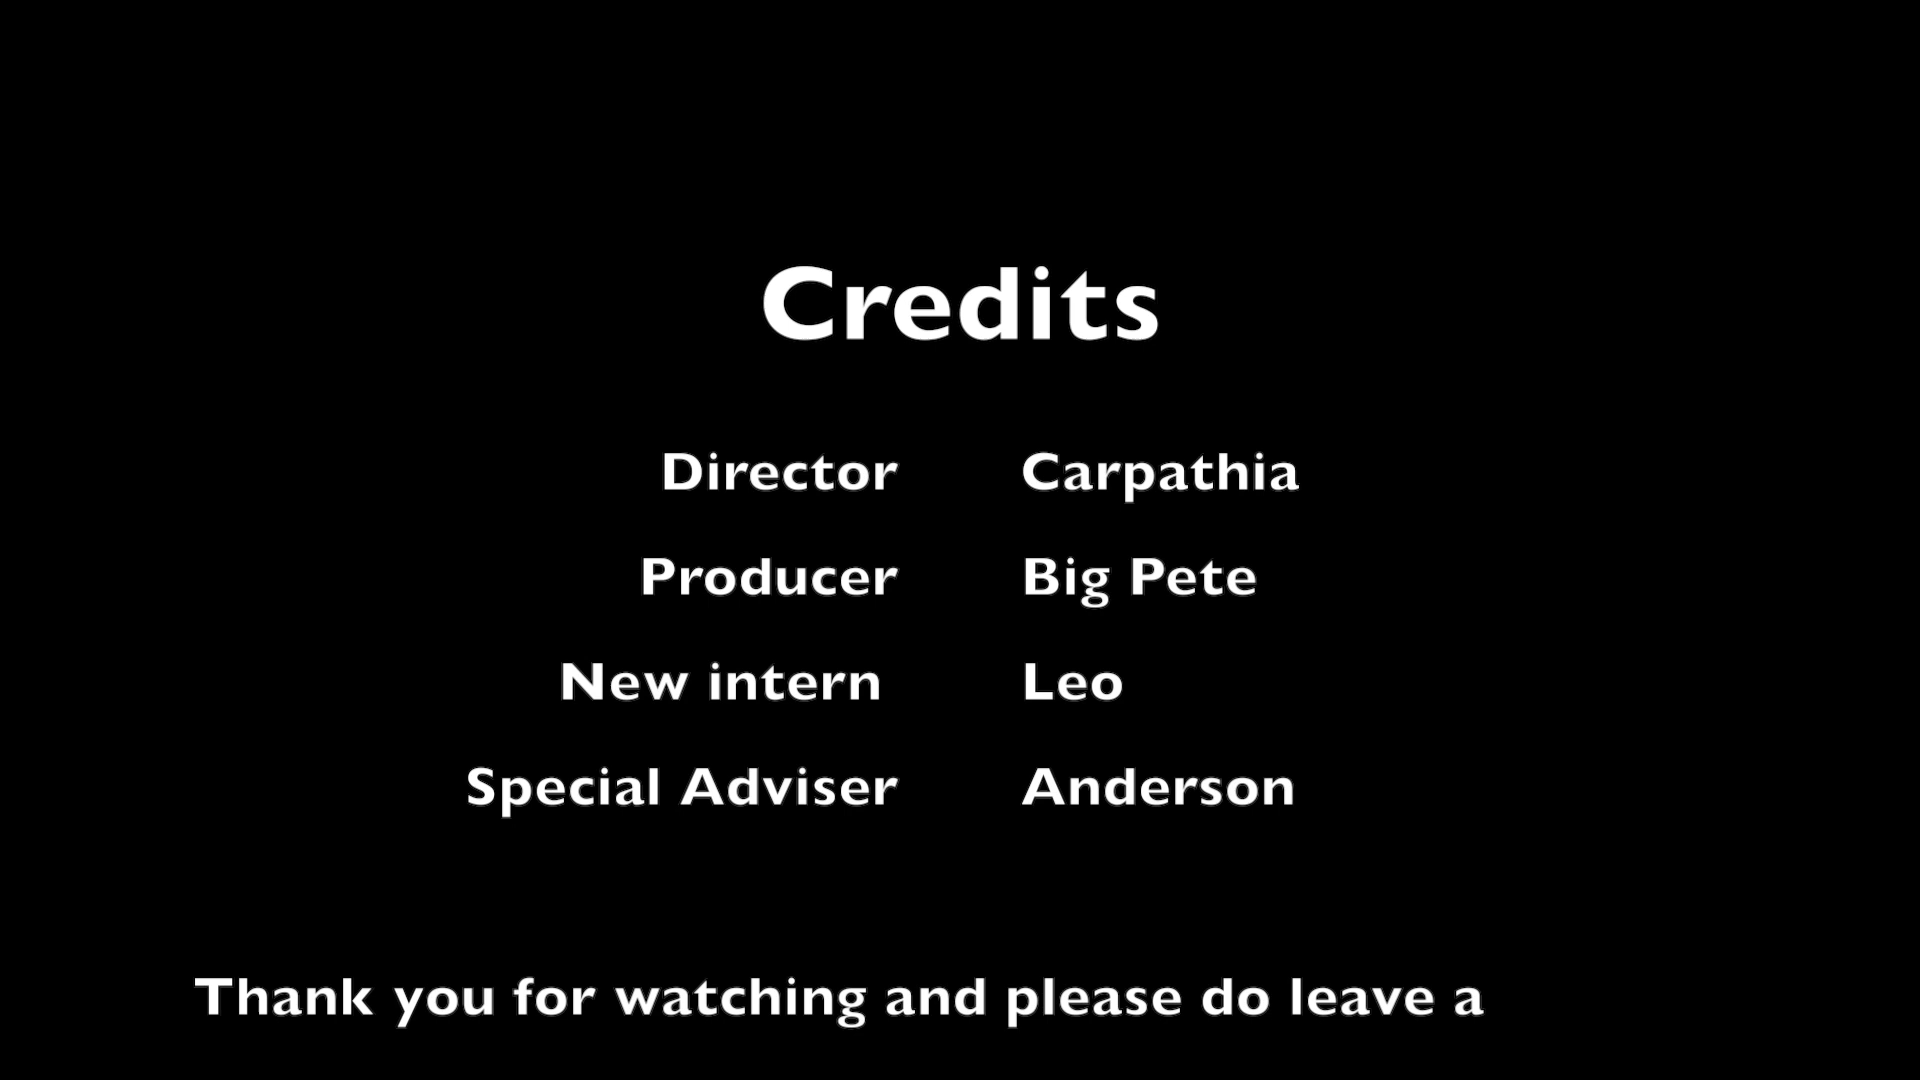 Credits
Director Carpathia
Producer Big Pete
New intern Leo
Special Adviser Anderson
Thank you for watching and please do leave a